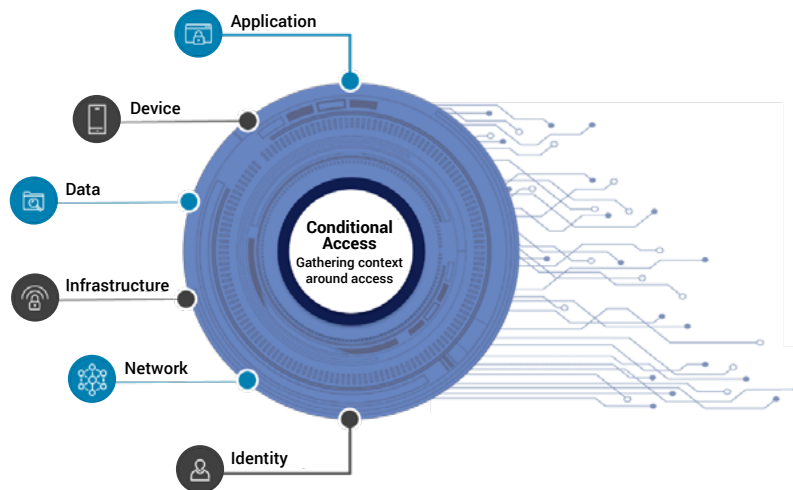 Application
Device
Data
Conditional
Access
Gathering context
around access
Infrastructure
Network
Identity